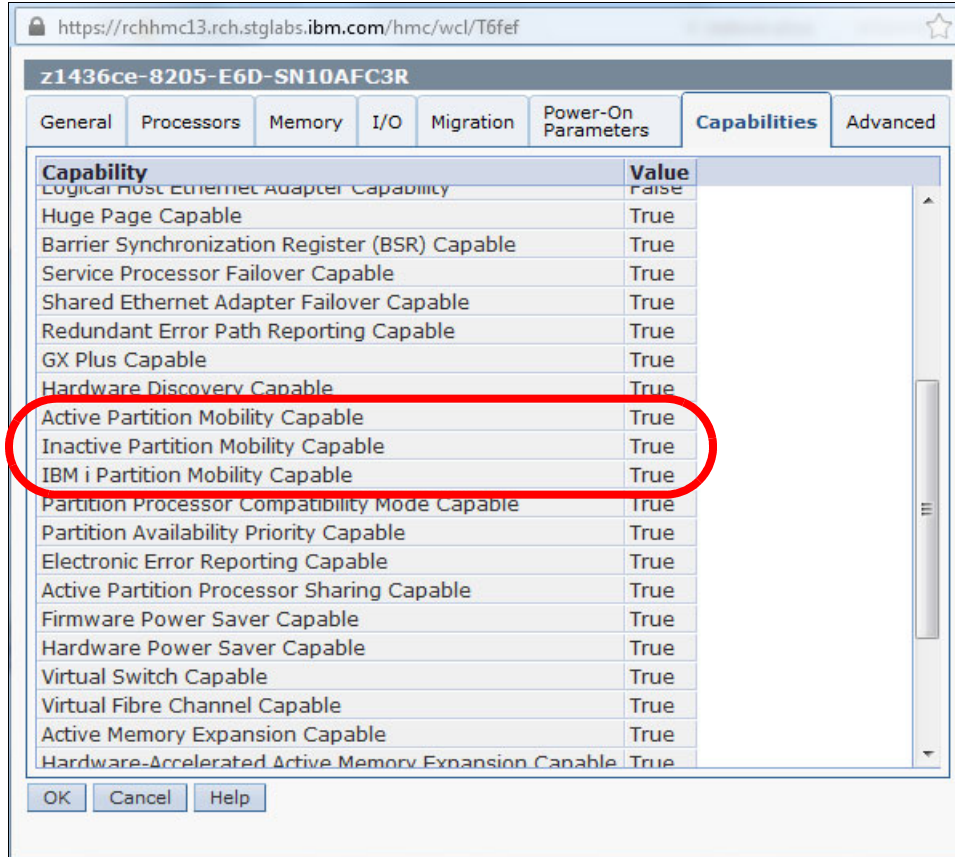 https://rchhmc13.rch.stglabs.ibm.com/hmc/wcl/T6fef
z1436ce-8205-E6D-SN10AFC3R
General Processors Memory I/O Migration Power-On Parameters Capabilities Advanced
Capability Value
Logical Host Ethernet Adapter Capability False
Huge Page Capable True
Barrier Synchronization Register (BSR) Capable True
Service Processor Failover Capable True
Shared Ethernet Adapter Failover Capable True
Redundant Error Path Reporting Capable True
GX Plus Capable True
Hardware Discovery Capable True
Active Partition Mobility Capable True
Inactive Partition Mobility Capable True
IBM i Partition Mobility Capable True
Partition Processor Compatibility Mode Capable True
Partition Availability Priority Capable True
Electronic Error Reporting Capable True
Active Partition Processor Sharing Capable True
Firmware Power Saver Capable True
Hardware Power Saver Capable True
Virtual Switch Capable True
Virtual Fibre Channel Capable True
Active Memory Expansion Capable True
Hardware-Accelerated Active Memory Expansion Capable True
OK Cancel Help